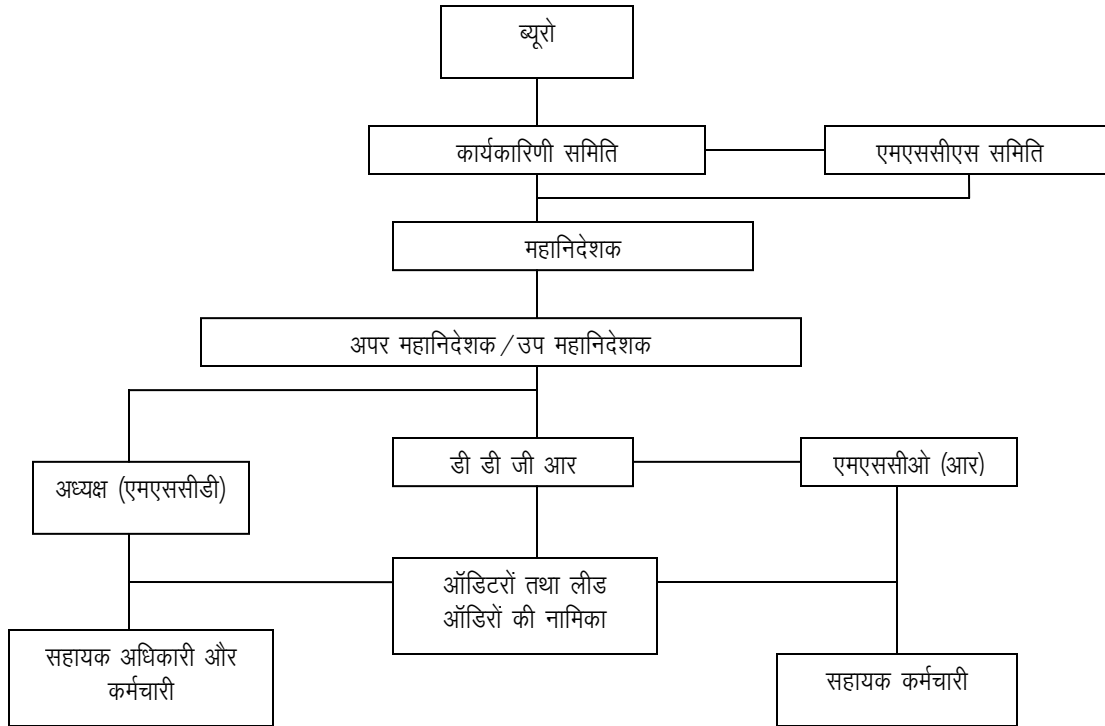 ब्यूरो
कार्यकारिणी समिति
एमएससीएस समिति
महानिदेशक
अपर महानिदेशक / उप महानिदेशक
डी डी जी आर
एमएससीओ (आर)
अध्यक्ष (एमएससीडी)
ऑडिटरों तथा लीड
ऑडिरों की नामिका
सहायक अधिकारी और
कर्मचारी
सहायक कर्मचारी